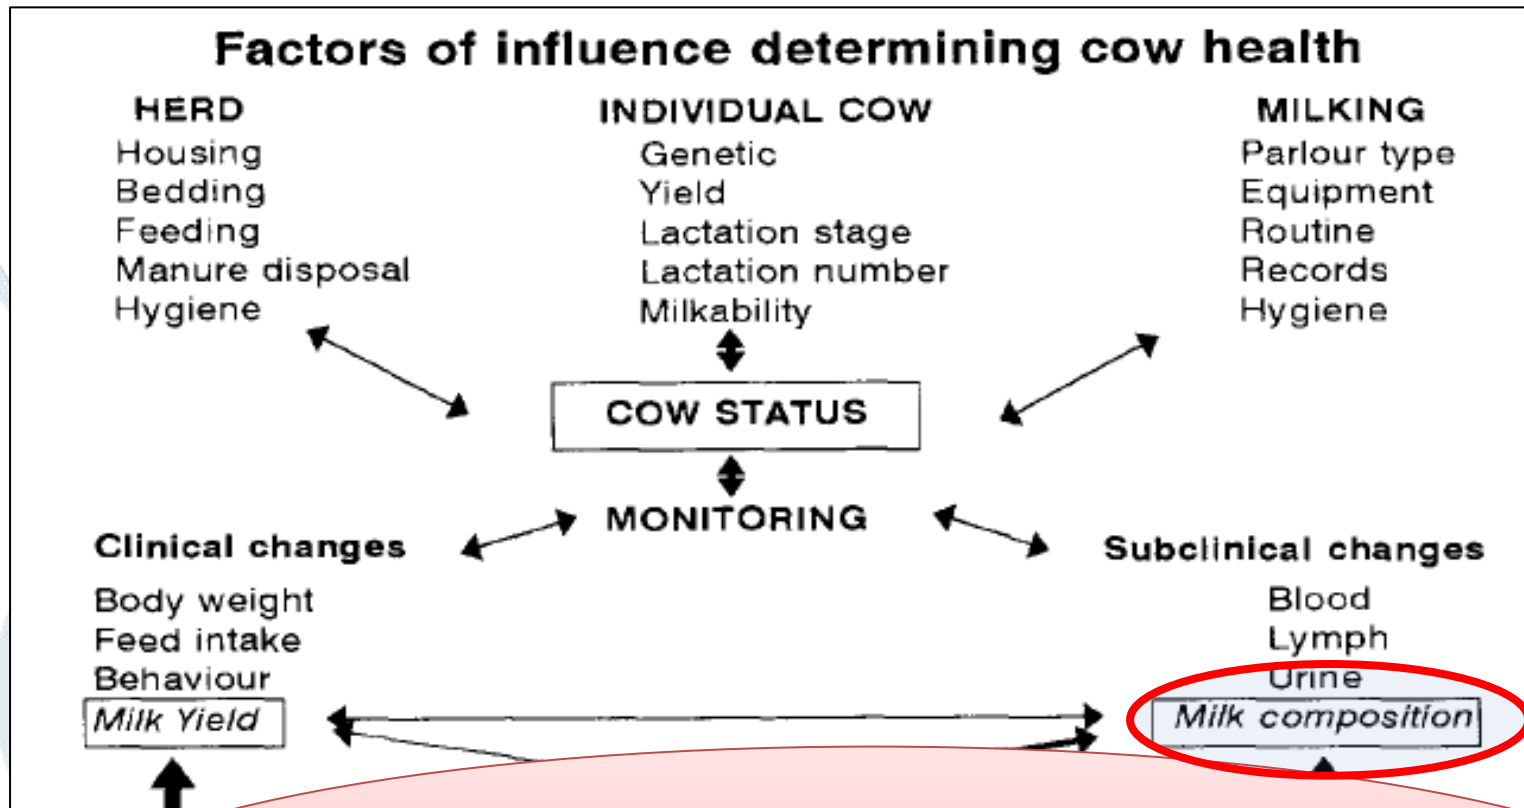 Factors of influence determining cow health
HERD
Housing
Bedding
Feeding
Manure disposal
Hygiene
INDIVIDUAL COW
Genetic
Yield
Lactation stage
Lactation number
Milkability
MILKING
Parlour type
Equipment
Routine
Records
Hygiene
COW STATUS
MONITORING
Clinical changes
Body weight
Feed intake
Behaviour
Milk Yield
Subclinical changes
Blood
Lymph
Urine
Milk composition